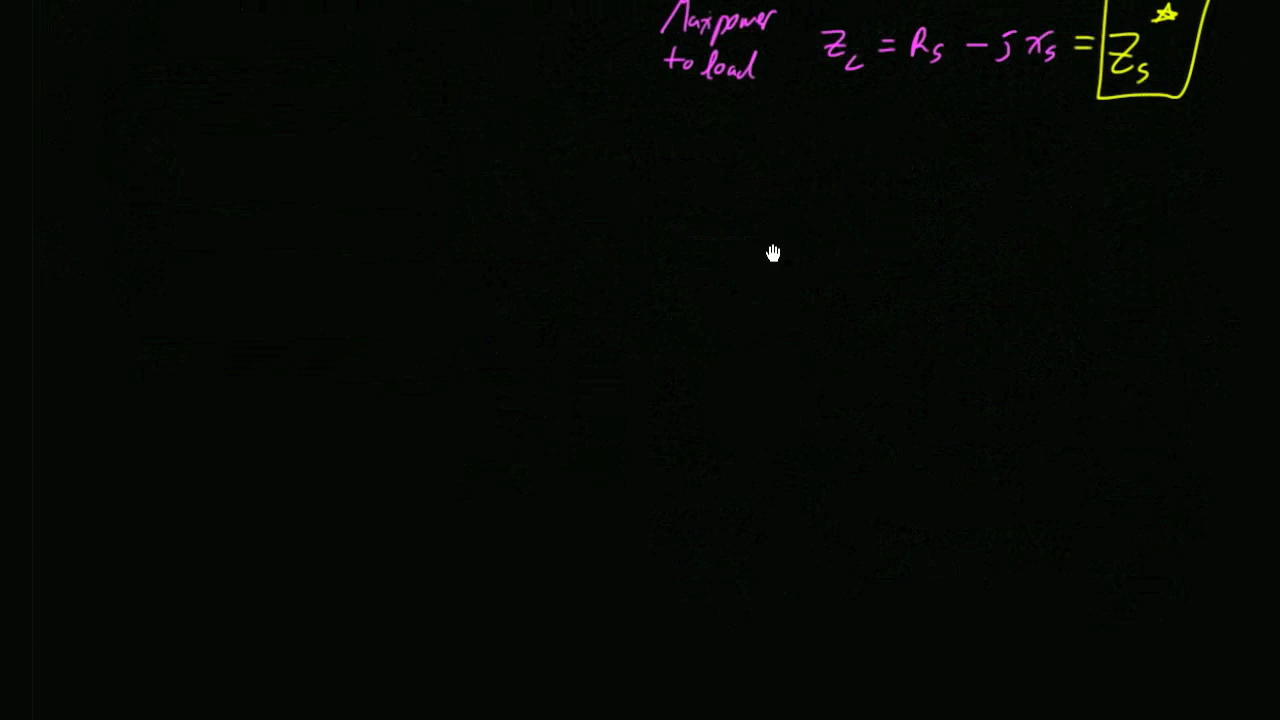 Max power
to load
Z_L = R_S - j X_S = Z_S^*